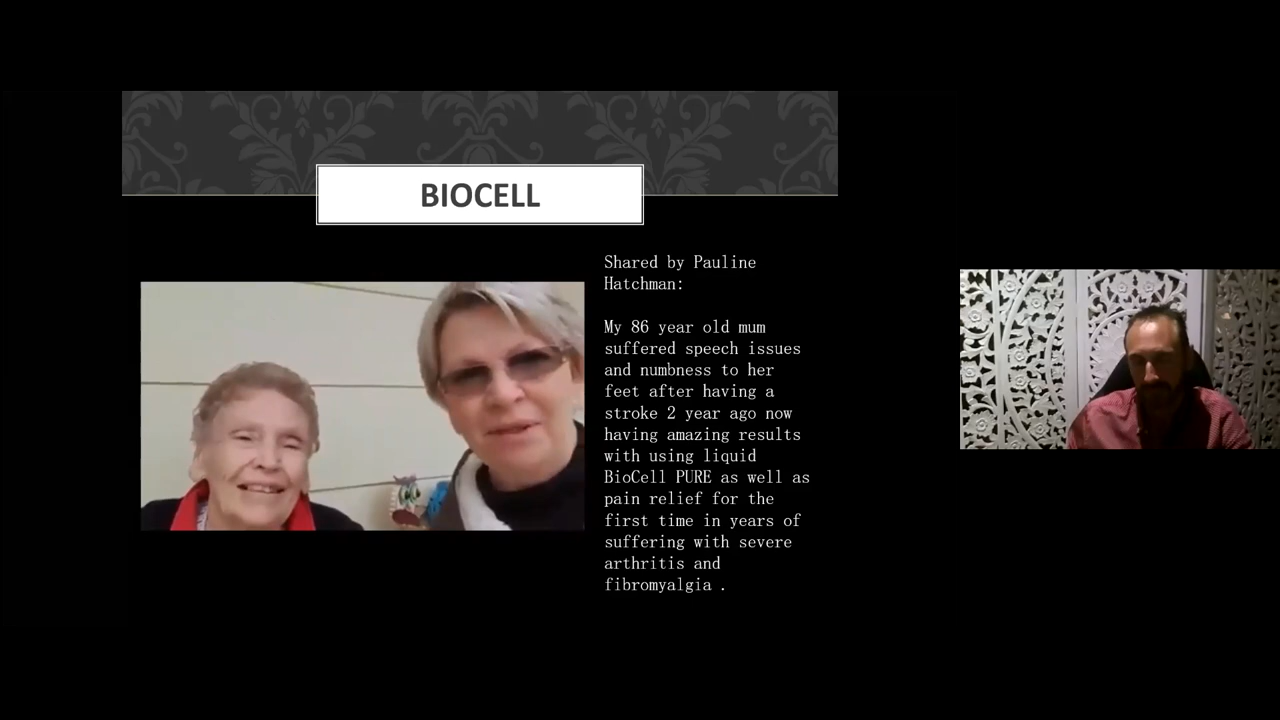 BIOCELL
Shared by Pauline
Hatchman:
My 86 year old mum
suffered speech issues
and numbness to her
feet after having a
stroke 2 year ago now
having amazing results
with using liquid
BioCell PURE as well as
pain relief for the
first time in years of
suffering with severe
arthritis and
fibromyalgia .